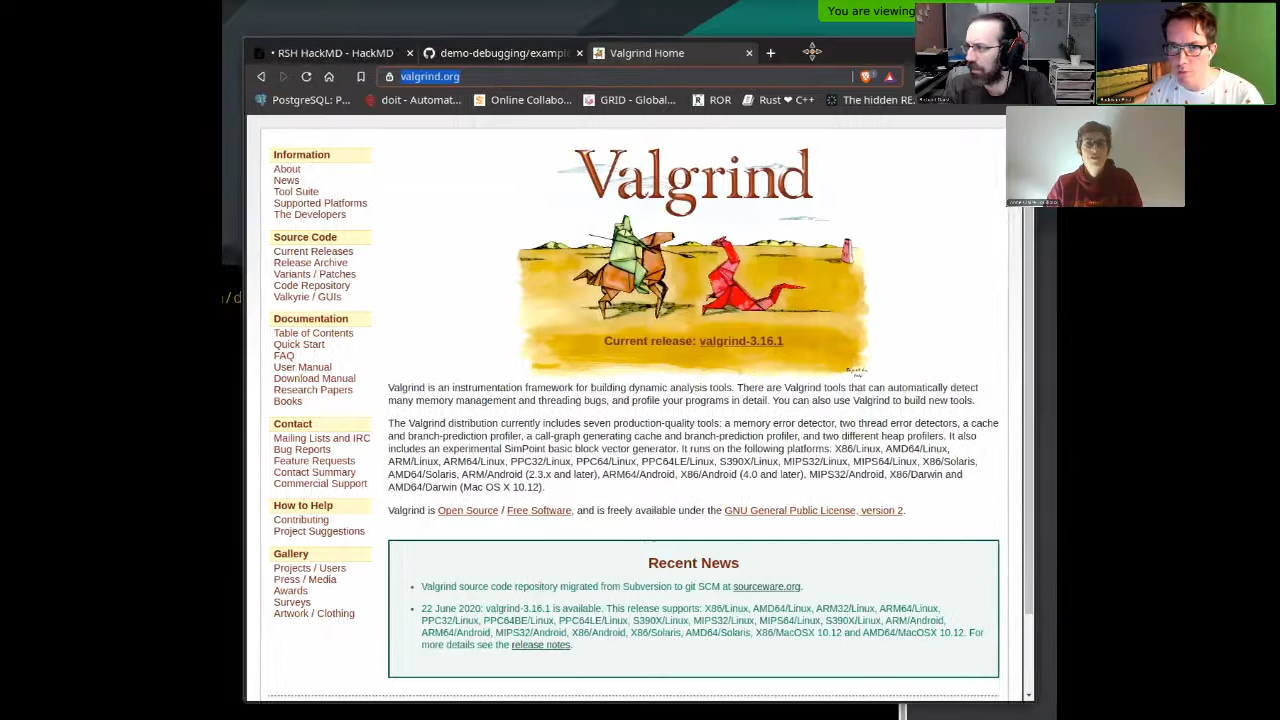 You are viewing
• RSH HackMD - HackMD
demo-debugging/example
Valgrind Home
valgrind.org
PostgreSQL: P...
doit - Automat...
Online Collabo...
GRID - Global...
ROR
Rust ❤ C++
The hidden RE.
Information
About
News
Tool Suite
Supported Platforms
The Developers
Source Code
Current Releases
Release Archive
Variants / Patches
Code Repository
Valkyrie / GUIs
Documentation
Table of Contents
Quick Start
FAQ
User Manual
Download Manual
Research Papers
Books
Contact
Mailing Lists and IRC
Bug Reports
Feature Requests
Contact Summary
Commercial Support
How to Help
Contributing
Project Suggestions
Gallery
Projects / Users
Press / Media
Awards
Surveys
Artwork / Clothing
Valgrind
Current release: valgrind-3.16.1
Valgrind is an instrumentation framework for building dynamic analysis tools. There are Valgrind tools that can automatically detect
many memory management and threading bugs, and profile your programs in detail. You can also use Valgrind to build new tools.
The Valgrind distribution currently includes seven production-quality tools: a memory error detector, two thread error detectors, a cache
and branch-prediction profiler, a call-graph generating cache and branch-prediction profiler, and two different heap profilers. It also
includes an experimental SimPoint basic block vector generator. It runs on the following platforms: X86/Linux, AMD64/Linux,
ARM/Linux, ARM64/Linux, PPC32/Linux, PPC64/Linux, PPC64LE/Linux, S390X/Linux, MIPS32/Linux, MIPS64/Linux, X86/Solaris,
AMD64/Solaris, ARM/Android (2.3.x and later), ARM64/Android, X86/Android (4.0 and later), MIPS32/Android, X86/Darwin and
AMD64/Darwin (Mac OS X 10.12).
Valgrind is Open Source / Free Software, and is freely available under the GNU General Public License, version 2.
Recent News
• Valgrind source code repository migrated from Subversion to git SCM at sourceware.org.
• 22 June 2020: valgrind-3.16.1 is available. This release supports: X86/Linux, AMD64/Linux, ARM32/Linux, ARM64/Linux,
PPC32/Linux, PPC64BE/Linux, PPC64LE/Linux, S390X/Linux, MIPS32/Linux, MIPS64/Linux, S390X/Linux, ARM/Android,
ARM64/Android, MIPS32/Android, X86/Android, X86/Solaris, AMD64/Solaris, X86/MacOSX 10.12 and AMD64/MacOSX 10.12. For
more details see the release notes.